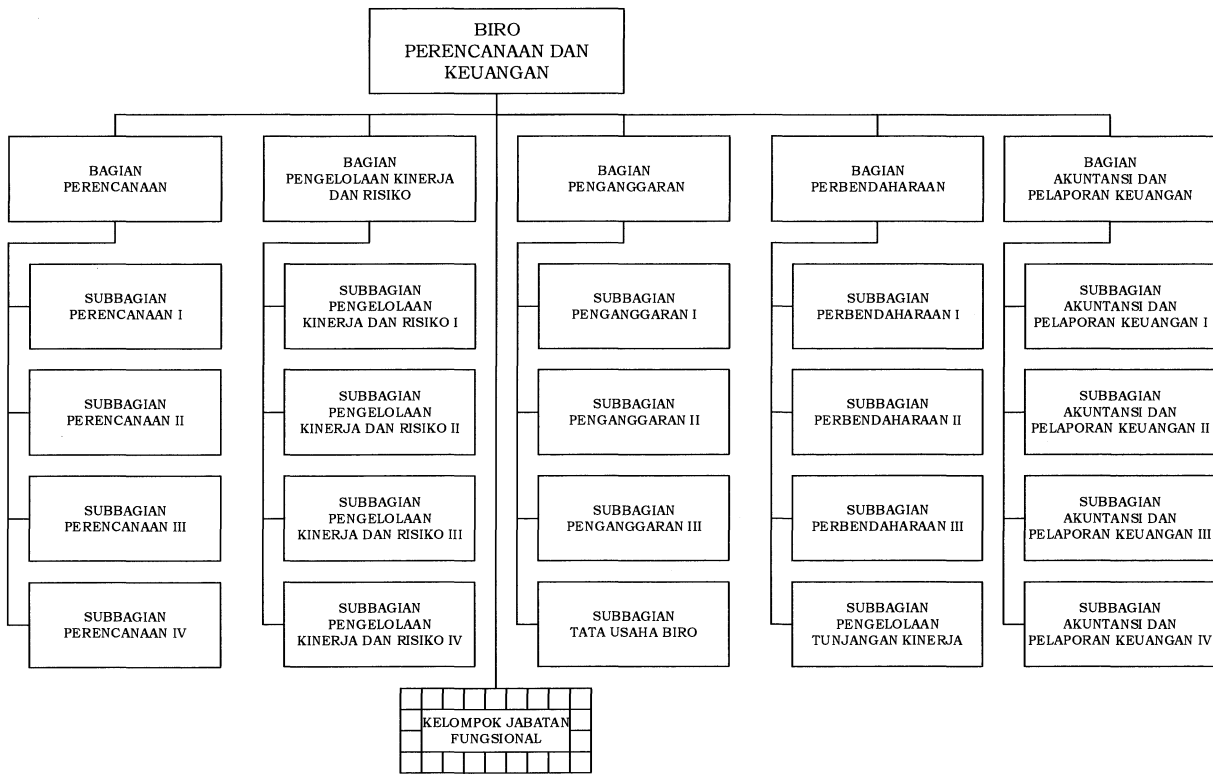 BIRO
PERENCANAAN DAN
KEUANGAN
BAGIAN
PERENCANAAN
BAGIAN
PENGELOLAAN KINERJA
DAN RISIKO
BAGIAN
PENGANGGARAN
BAGIAN
PERBENDAHARAAN
BAGIAN
AKUNTANSI DAN
PELAPORAN KEUANGAN
SUBBAGIAN
PERENCANAAN I
SUBBAGIAN
PENGELOLAAN
KINERJA DAN RISIKO I
SUBBAGIAN
PENGANGGARAN I
SUBBAGIAN
PERBENDAHARAAN I
SUBBAGIAN
AKUNTANSI DAN
PELAPORAN KEUANGAN I
SUBBAGIAN
PERENCANAAN II
SUBBAGIAN
PENGELOLAAN
KINERJA DAN RISIKO II
SUBBAGIAN
PENGANGGARAN II
SUBBAGIAN
PERBENDAHARAAN II
SUBBAGIAN
AKUNTANSI DAN
PELAPORAN KEUANGAN II
SUBBAGIAN
PERENCANAAN III
SUBBAGIAN
PENGELOLAAN
KINERJA DAN RISIKO III
SUBBAGIAN
PENGANGGARAN III
SUBBAGIAN
PERBENDAHARAAN III
SUBBAGIAN
AKUNTANSI DAN
PELAPORAN KEUANGAN III
SUBBAGIAN
PERENCANAAN IV
SUBBAGIAN
PENGELOLAAN
KINERJA DAN RISIKO IV
SUBBAGIAN
TATA USAHA BIRO
SUBBAGIAN
PENGELOLAAN
TUNJANGAN KINERJA
SUBBAGIAN
AKUNTANSI DAN
PELAPORAN KEUANGAN IV
KELOMPOK JABATAN
FUNGSIONAL